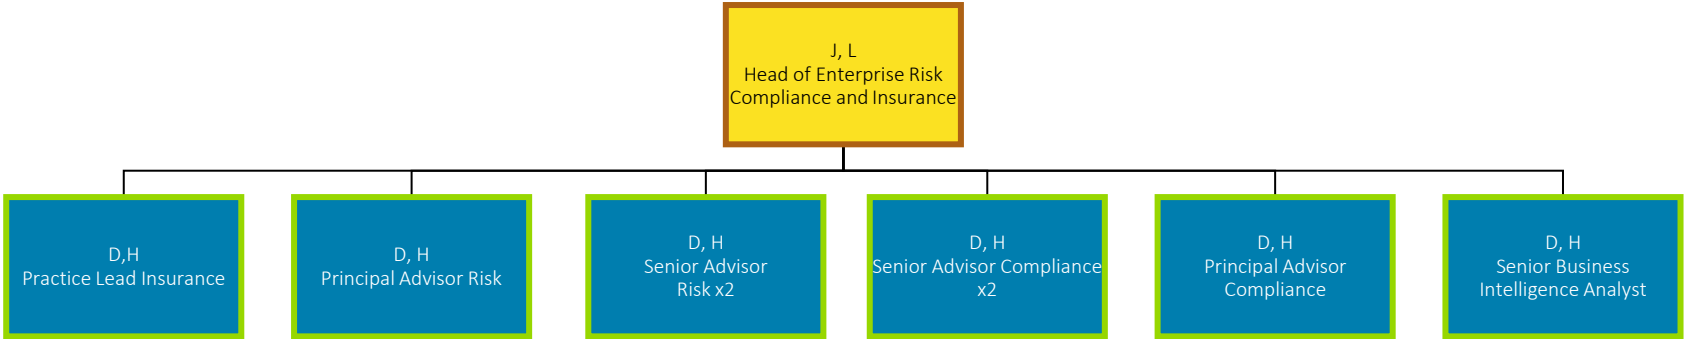 J, L
Head of Enterprise Risk
Compliance and Insurance
D,H
Practice Lead Insurance
D, H
Principal Advisor Risk
D, H
Senior Advisor
Risk x2
D, H
Senior Advisor Compliance
x2
D, H
Principal Advisor
Compliance
D, H
Senior Business
Intelligence Analyst